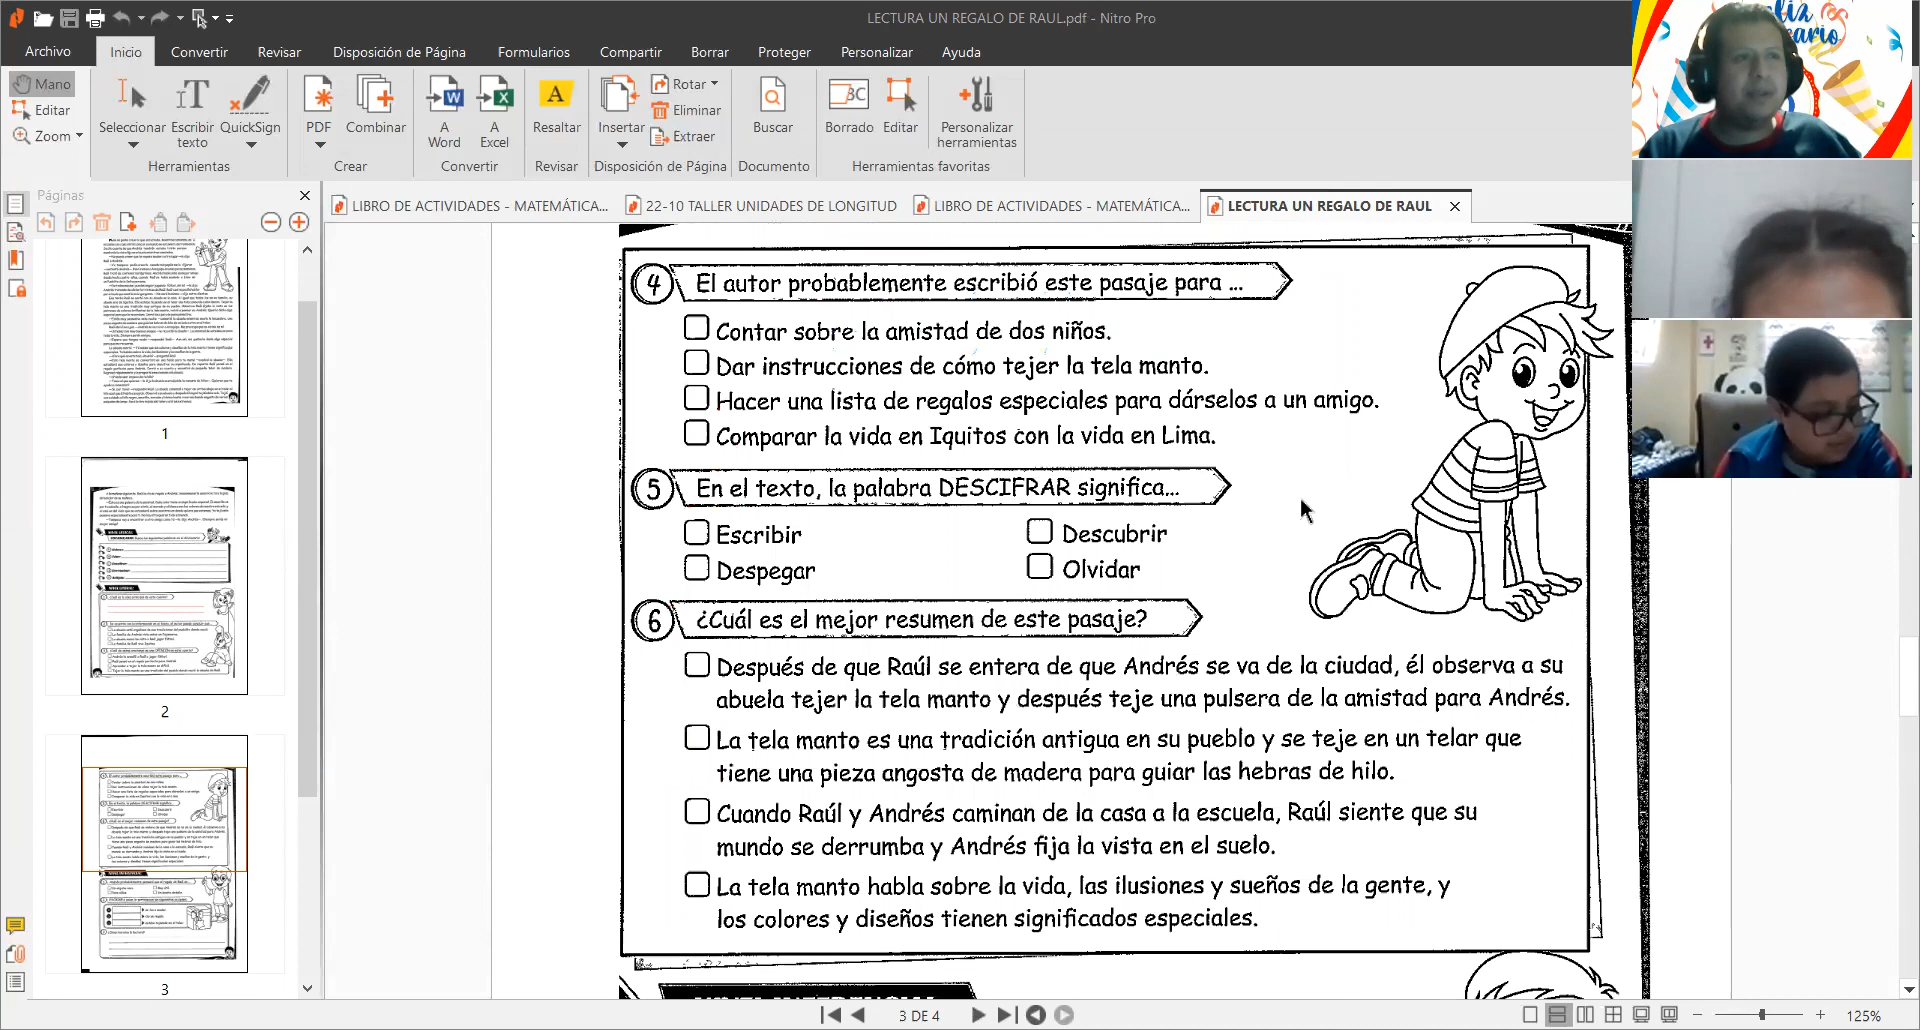 LECTURA UN REGALO DE RAUL.pdf - Nitro Pro
Archivo Inicio Convertir Revisar Disposición de Página Formularios Compartir Borrar Proteger Personalizar Ayuda
Mano
Editar
Zoom
Seleccionar
Escribir texto
QuickSign
Herramientas
PDF
Combinar
Crear
A Word
A Excel
Convertir
Resaltar
Revisar
Insertar
Rotar
Eliminar
Extraer
Disposición de Página
Buscar
Documento
Borrado
Editar
Personalizar herramientas
Herramientas favoritas
Páginas
LIBRO DE ACTIVIDADES - MATEMÁTICA...
22-10 TALLER UNIDADES DE LONGITUD
LIBRO DE ACTIVIDADES - MATEMÁTICA...
LECTURA UN REGALO DE RAUL
1
2
3
4 El autor probablemente escribió este pasaje para ...
Contar sobre la amistad de dos niños.
Dar instrucciones de cómo tejer la tela manto.
Hacer una lista de regalos especiales para dárselos a un amigo.
Comparar la vida en Iquitos con la vida en Lima.
5 En el texto, la palabra DESCIFRAR significa...
Escribir Descubrir
Despegar Olvidar
6 ¿Cuál es el mejor resumen de este pasaje?
Después de que Raúl se entera de que Andrés se va de la ciudad, él observa a su
abuela tejer la tela manto y después teje una pulsera de la amistad para Andrés.
La tela manto es una tradición antigua en su pueblo y se teje en un telar que
tiene una pieza angosta de madera para guiar las hebras de hilo.
Cuando Raúl y Andrés caminan de la casa a la escuela, Raúl siente que su
mundo se derrumba y Andrés fija la vista en el suelo.
La tela manto habla sobre la vida, las ilusiones y sueños de la gente, y
los colores y diseños tienen significados especiales.
3 DE 4
125%